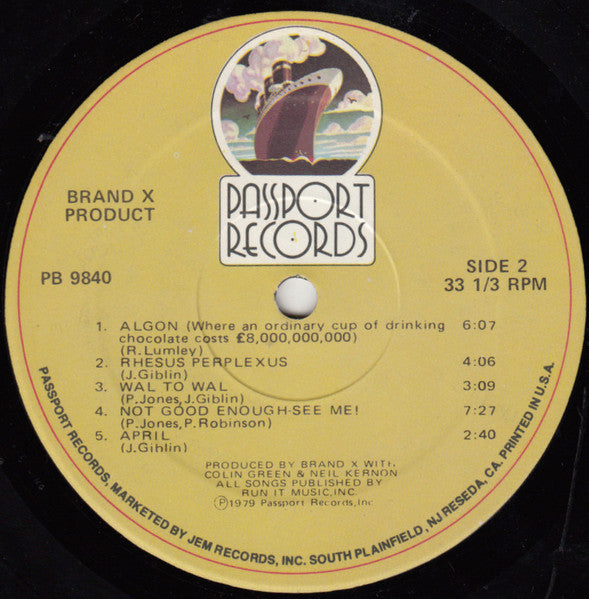 PASSPORT
RECORDS
BRAND X
PRODUCT
PB 9840
SIDE 2
33 1/3 RPM
1. ALGON (Where an ordinary cup of drinking 6:07
chocolate costs £8,000,000,000)
(R.Lumley)
2. RHESUS PERPLEXUS 4:06
(J.Giblin)
3. WAL TO WAL 3:09
(P.Jones,J.Giblin)
4. NOT GOOD ENOUGH-SEE ME! 7:27
(P.Jones,P.Robinson)
5. APRIL 2:40
(J.Giblin)
PRODUCED BY BRAND X WITH
COLIN GREEN & NEIL KERNON
ALL SONGS PUBLISHED BY
RUN IT MUSIC,INC.
Ⓟ1979 Passport Records,Inc
PASSPORT RECORDS, MARKETED BY JEM RECORDS, INC. SOUTH PLAINFIELD, NJ RESEDA, CA. PRINTED IN U.S.A.